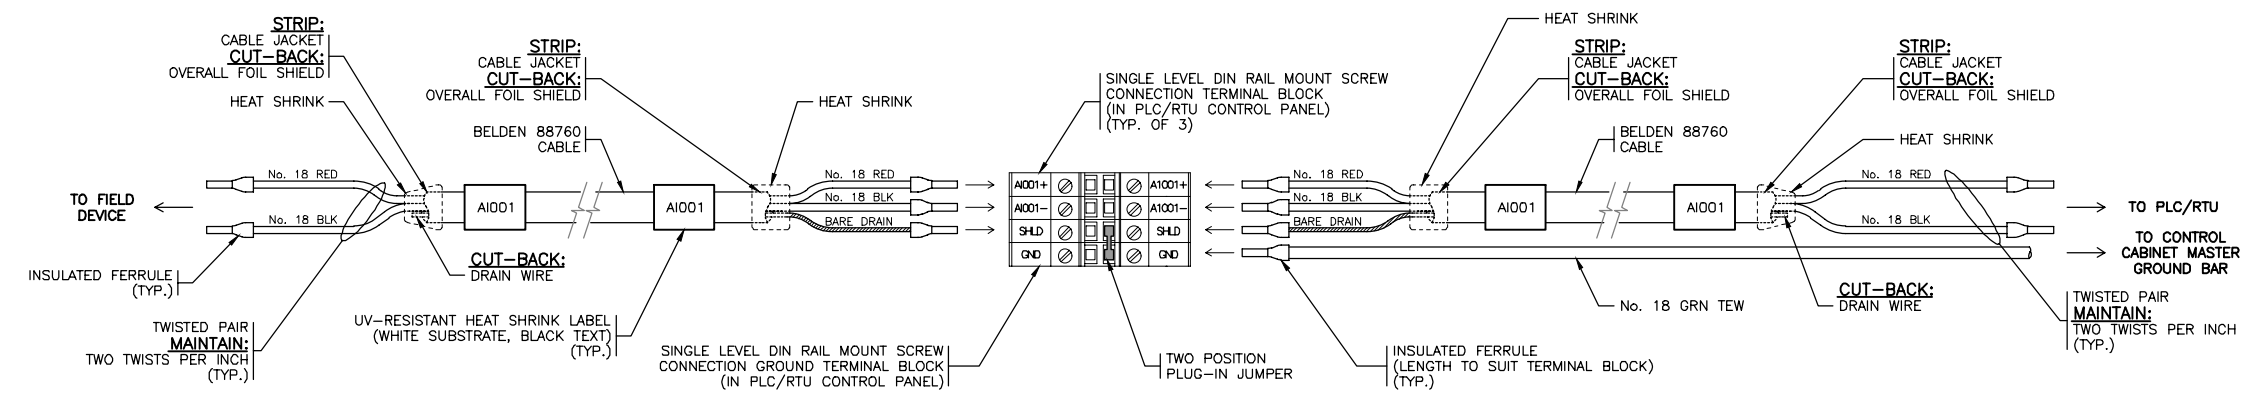 STRIP:
CABLE JACKET
CUT-BACK:
OVERALL FOIL SHIELD
HEAT SHRINK
STRIP:
CABLE JACKET
CUT-BACK:
OVERALL FOIL SHIELD
BELDEN 88760
CABLE
HEAT SHRINK
SINGLE LEVEL DIN RAIL MOUNT SCREW
CONNECTION TERMINAL BLOCK
(IN PLC/RTU CONTROL PANEL)
(TYP. OF 3)
HEAT SHRINK
STRIP:
CABLE JACKET
CUT-BACK:
OVERALL FOIL SHIELD
BELDEN 88760
CABLE
STRIP:
CABLE JACKET
CUT-BACK:
OVERALL FOIL SHIELD
HEAT SHRINK
TO FIELD
DEVICE
No. 18 RED
No. 18 BLK
AI001
AI001
No. 18 RED
No. 18 BLK
BARE DRAIN
AI001+
AI001-
SHLD
GND
A1001+
A1001-
SHLD
GND
No. 18 RED
No. 18 BLK
BARE DRAIN
AI001
AI001
No. 18 RED
No. 18 BLK
TO PLC/RTU
TO CONTROL
CABINET MASTER
GROUND BAR
INSULATED FERRULE
(TYP.)
CUT-BACK:
DRAIN WIRE
TWISTED PAIR
MAINTAIN:
TWO TWISTS PER INCH
(TYP.)
UV-RESISTANT HEAT SHRINK LABEL
(WHITE SUBSTRATE, BLACK TEXT)
(TYP.)
SINGLE LEVEL DIN RAIL MOUNT SCREW
CONNECTION GROUND TERMINAL BLOCK
(IN PLC/RTU CONTROL PANEL)
TWO POSITION
PLUG-IN JUMPER
INSULATED FERRULE
(LENGTH TO SUIT TERMINAL BLOCK)
(TYP.)
No. 18 GRN TEW
CUT-BACK:
DRAIN WIRE
TWISTED PAIR
MAINTAIN:
TWO TWISTS PER INCH
(TYP.)